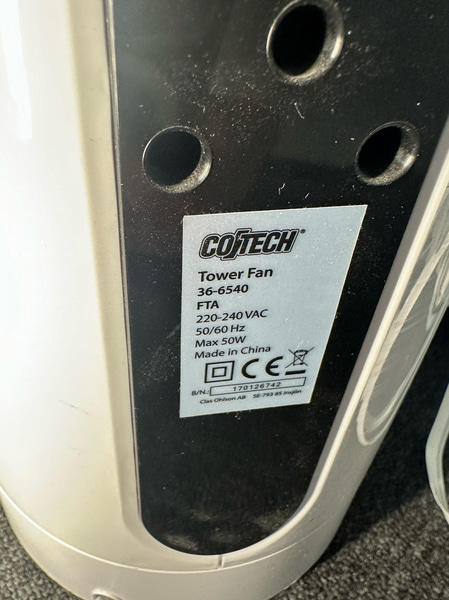 COTECH®
Tower Fan
36-6540
FTA
220-240 VAC
50/60 Hz
Max 50W
Made in China
CE
B/N.: 170126742
Clas Ohlson AB SE-793 85 Insjön